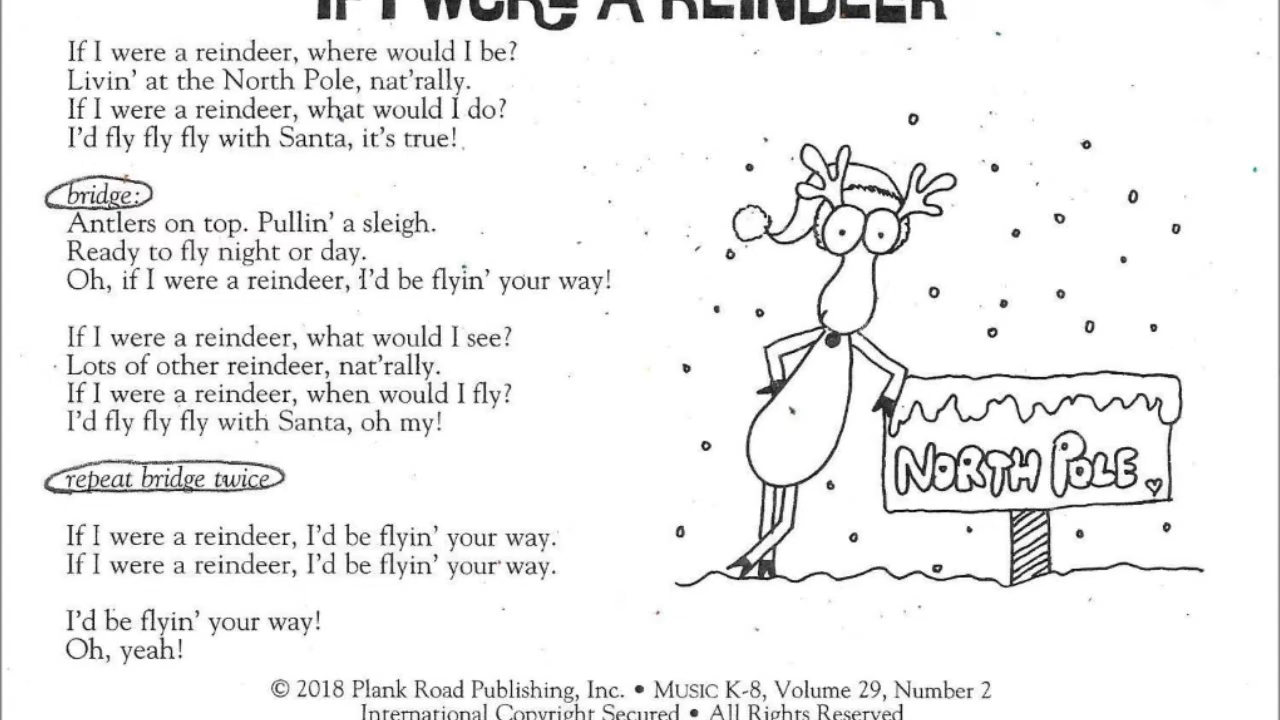 IF I WERE A REINDEER
If I were a reindeer, where would I be?
Livin' at the North Pole, nat'rally.
If I were a reindeer, what would I do?
I'd fly fly fly with Santa, it's true!
bridge:
Antlers on top. Pullin' a sleigh.
Ready to fly night or day.
Oh, if I were a reindeer, I'd be flyin' your way!
If I were a reindeer, what would I see?
Lots of other reindeer, nat'rally.
If I were a reindeer, when would I fly?
I'd fly fly fly with Santa, oh my!
repeat bridge twice
If I were a reindeer, I'd be flyin' your way.
If I were a reindeer, I'd be flyin' your way.
I'd be flyin' your way!
Oh, yeah!
NORTH POLE
© 2018 Plank Road Publishing, Inc. • MUSIC K-8, Volume 29, Number 2
International Copyright Secured • All Rights Reserved